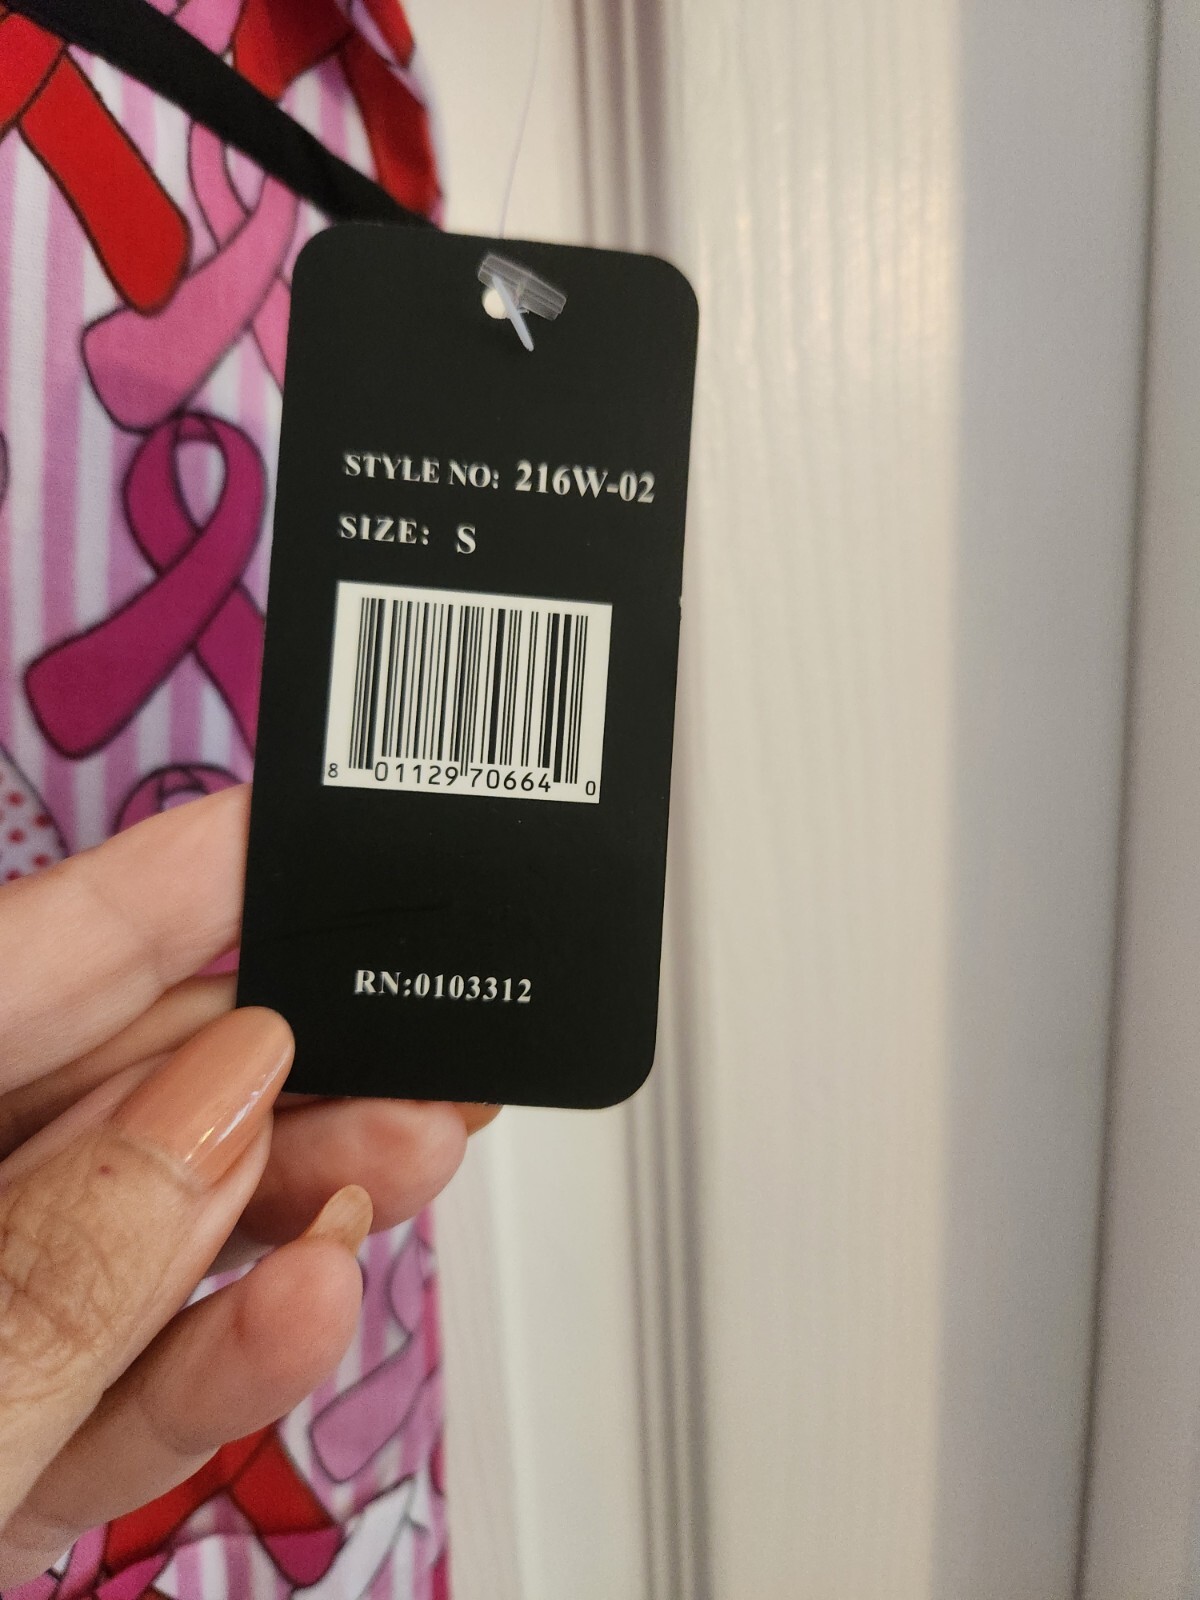 STYLE NO: 216W-02
SIZE: S
8 01129 70664 0
RN:0103312